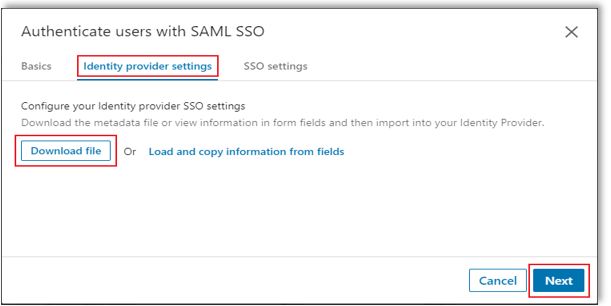 Authenticate users with SAML SSO
Basics Identity provider settings SSO settings
Configure your Identity provider SSO settings
Download the metadata file or view information in form fields and then import into your Identity Provider.
Download file Or Load and copy information from fields
Cancel Next